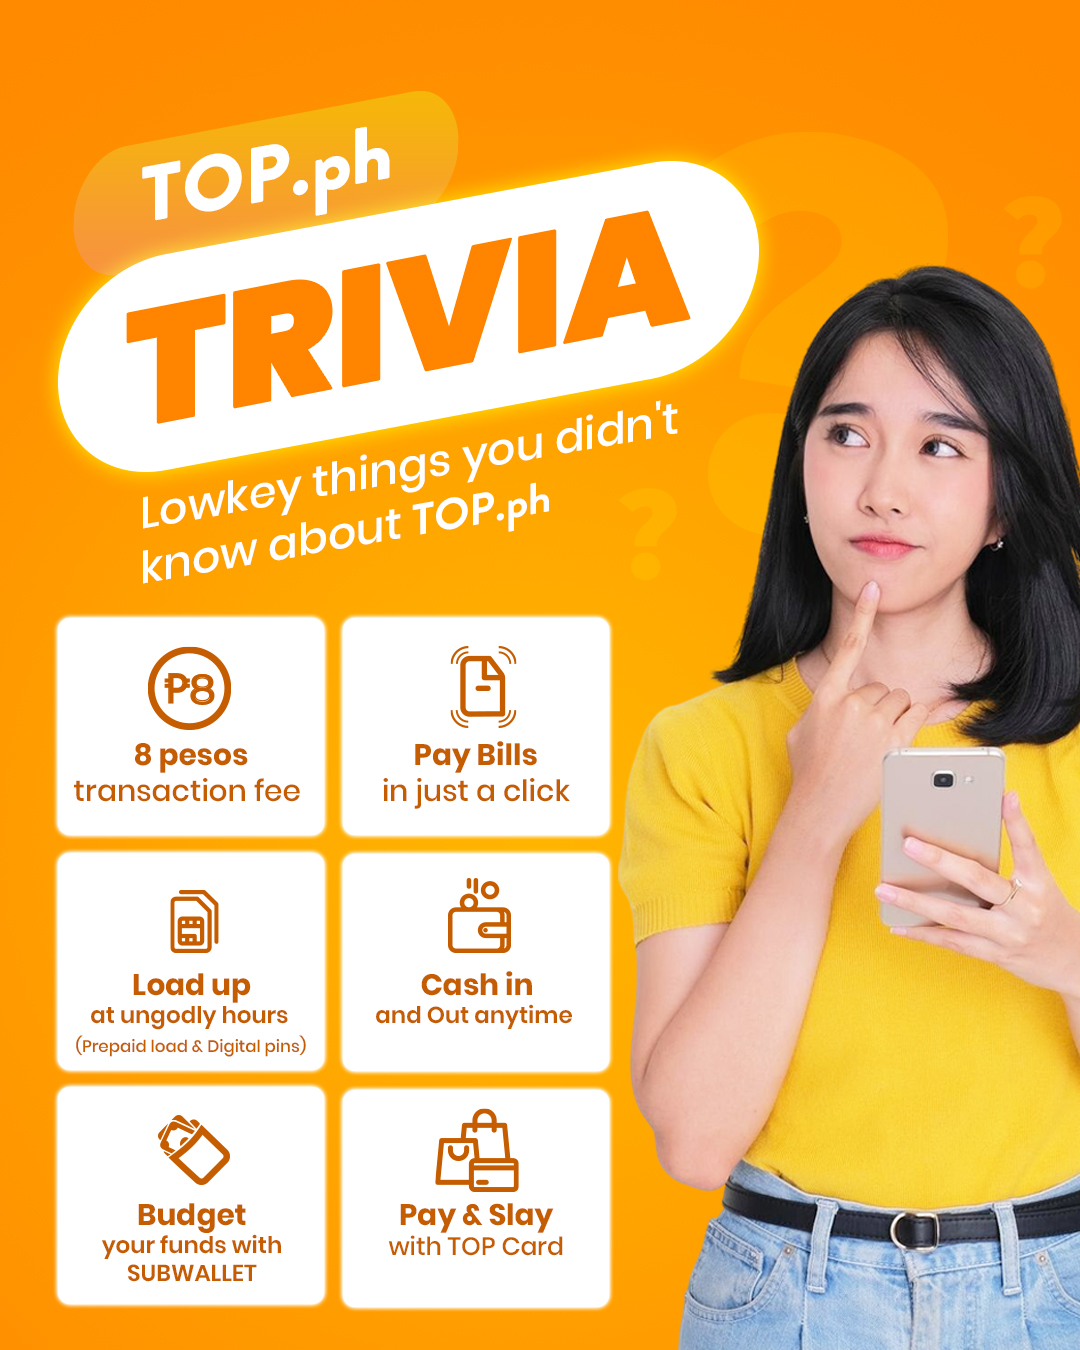 TOP.ph
TRIVIA
Lowkey things you didn't
know about TOP.ph
₱8
8 pesos
transaction fee
Pay Bills
in just a click
Load up
at ungodly hours
(Prepaid load & Digital pins)
Cash in
and Out anytime
Budget
your funds with
SUBWALLET
Pay & Slay
with TOP Card